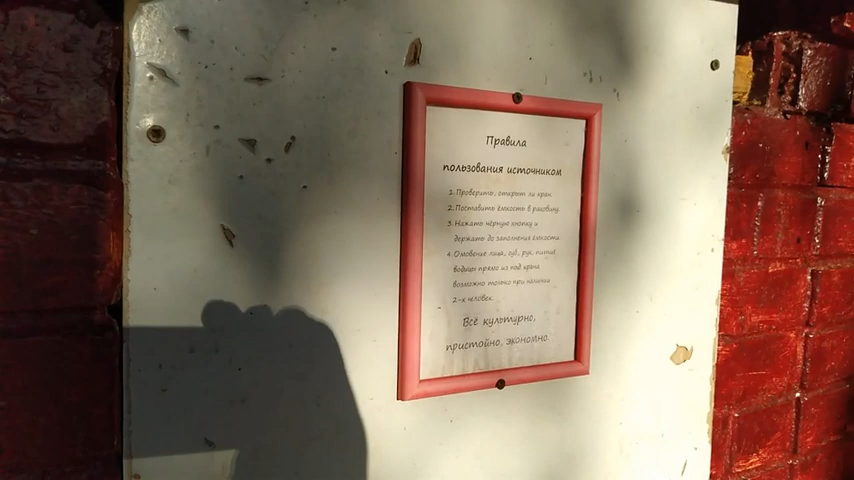 Правила
пользования источником
1. Проверить, открыт ли кран.
2. Поставить ёмкость в раковину.
3. Нажать чёрную кнопку и
держать до заполнения ёмкости.
4. Омовение лица, губ, рук, питьё
водицы прямо из под крана
возможно только при наличии
2-х человек.
Всё культурно,
пристойно, экономно.